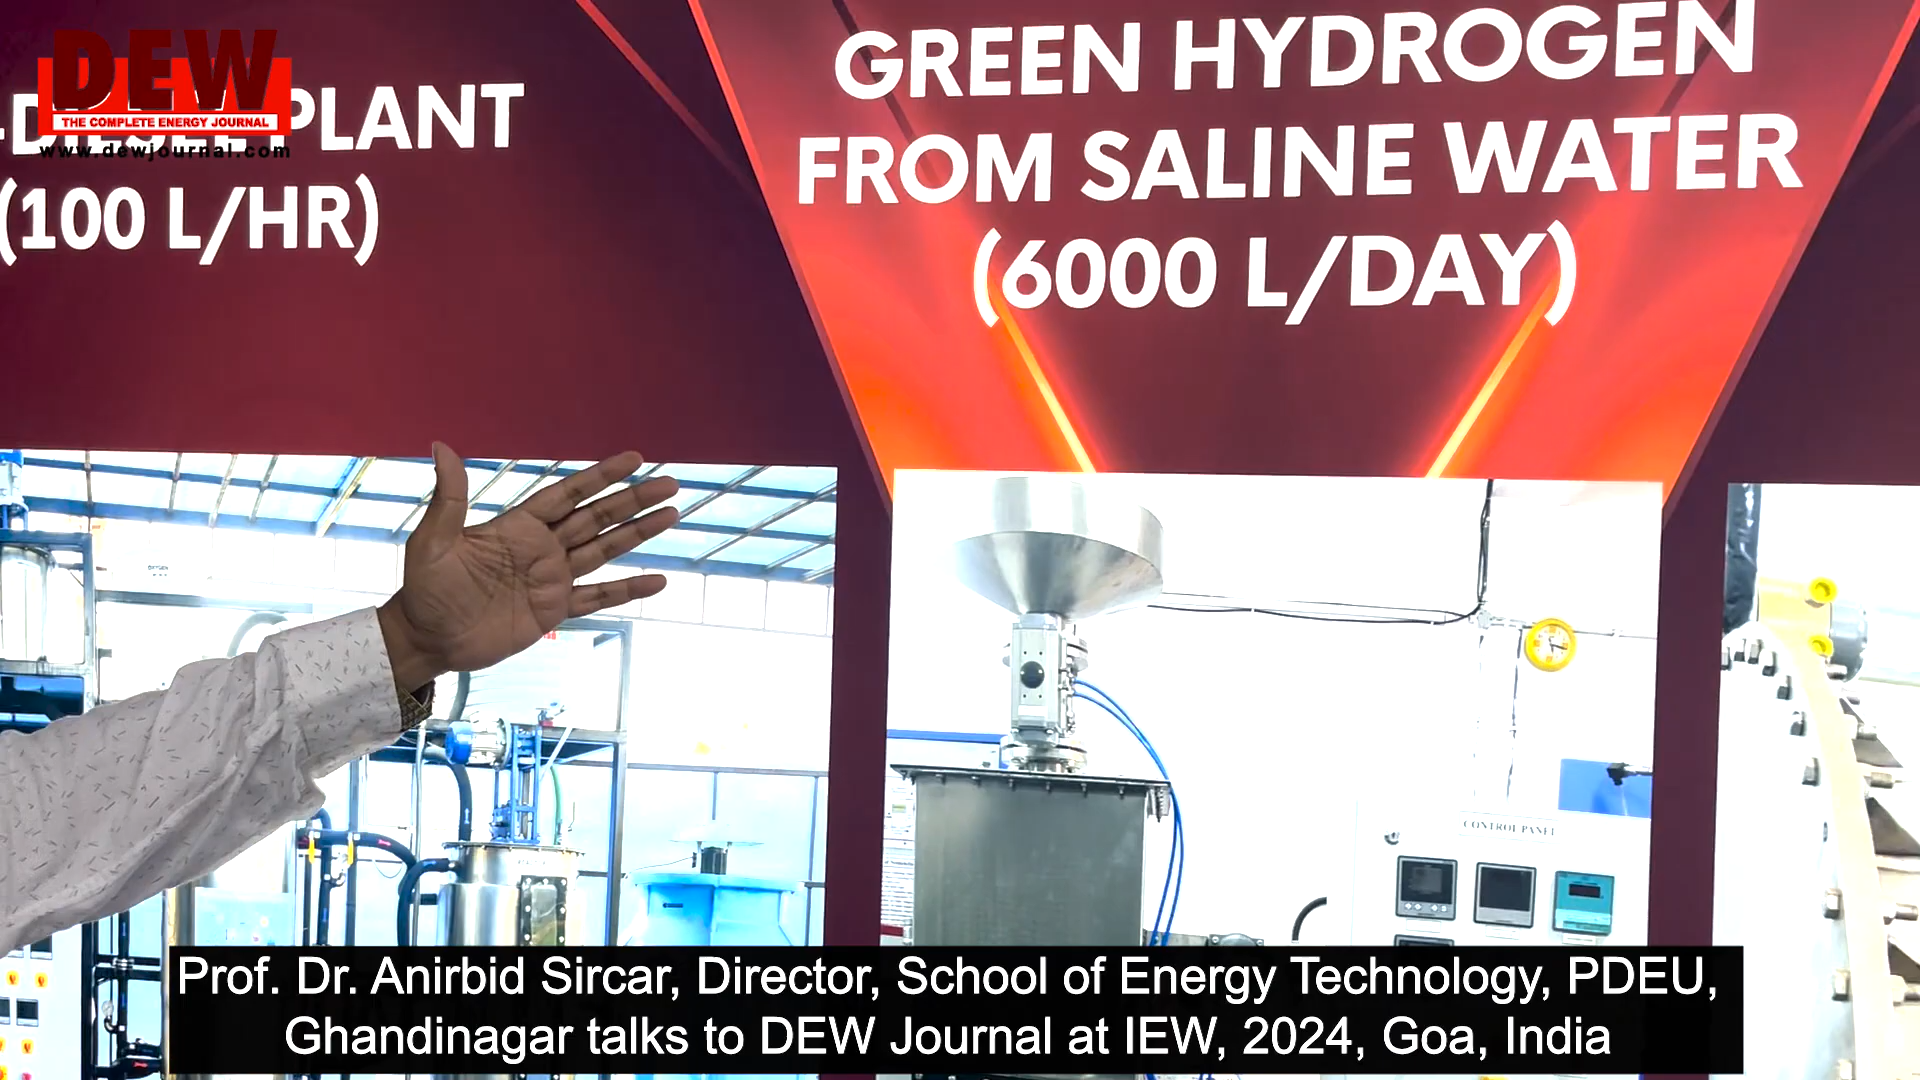 DEW
THE COMPLETE ENERGY JOURNAL
www.dewjournal.com
-DIESEL PLANT
(100 L/HR)
GREEN HYDROGEN
FROM SALINE WATER
(6000 L/DAY)
CONTROL PANEL
Prof. Dr. Anirbid Sircar, Director, School of Energy Technology, PDEU,
Ghandinagar talks to DEW Journal at IEW, 2024, Goa, India